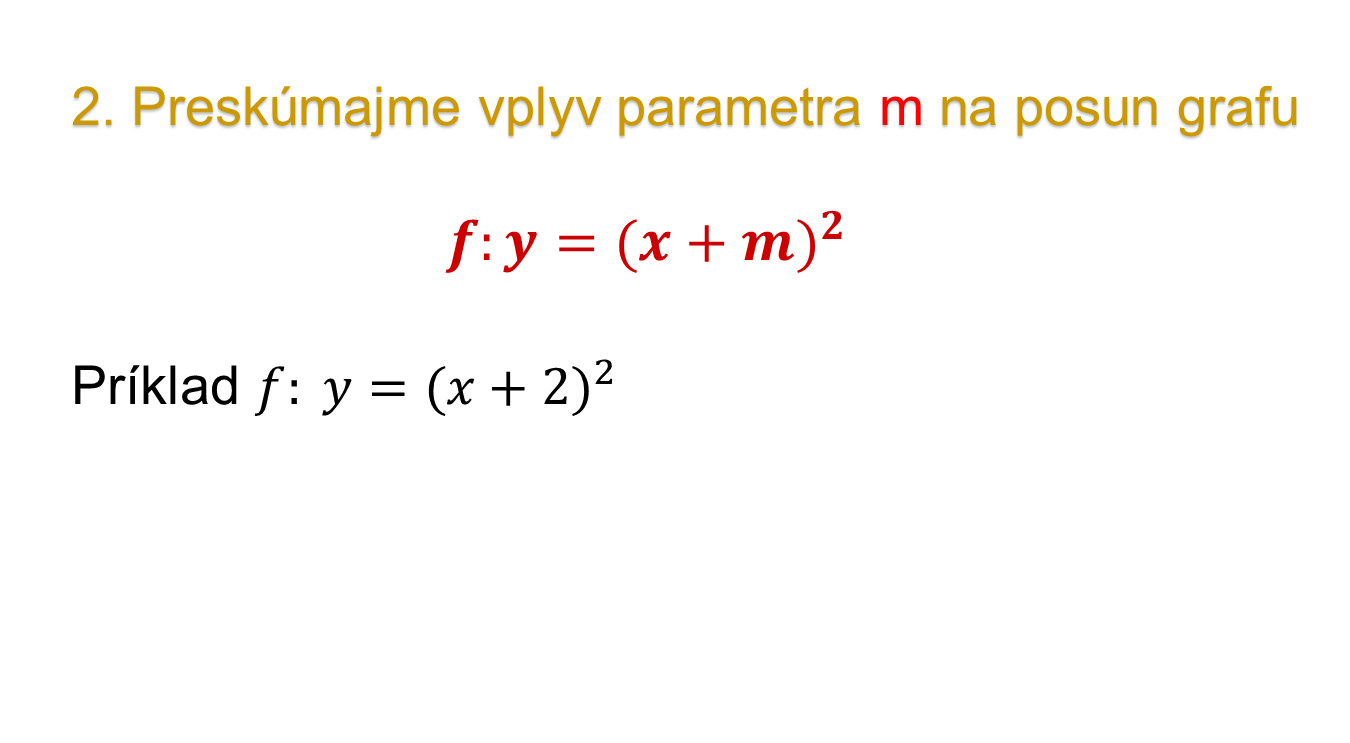 2. Preskúmajme vplyv parametra m na posun grafu
f: y = (x + m)²
Príklad f: y = (x + 2)²